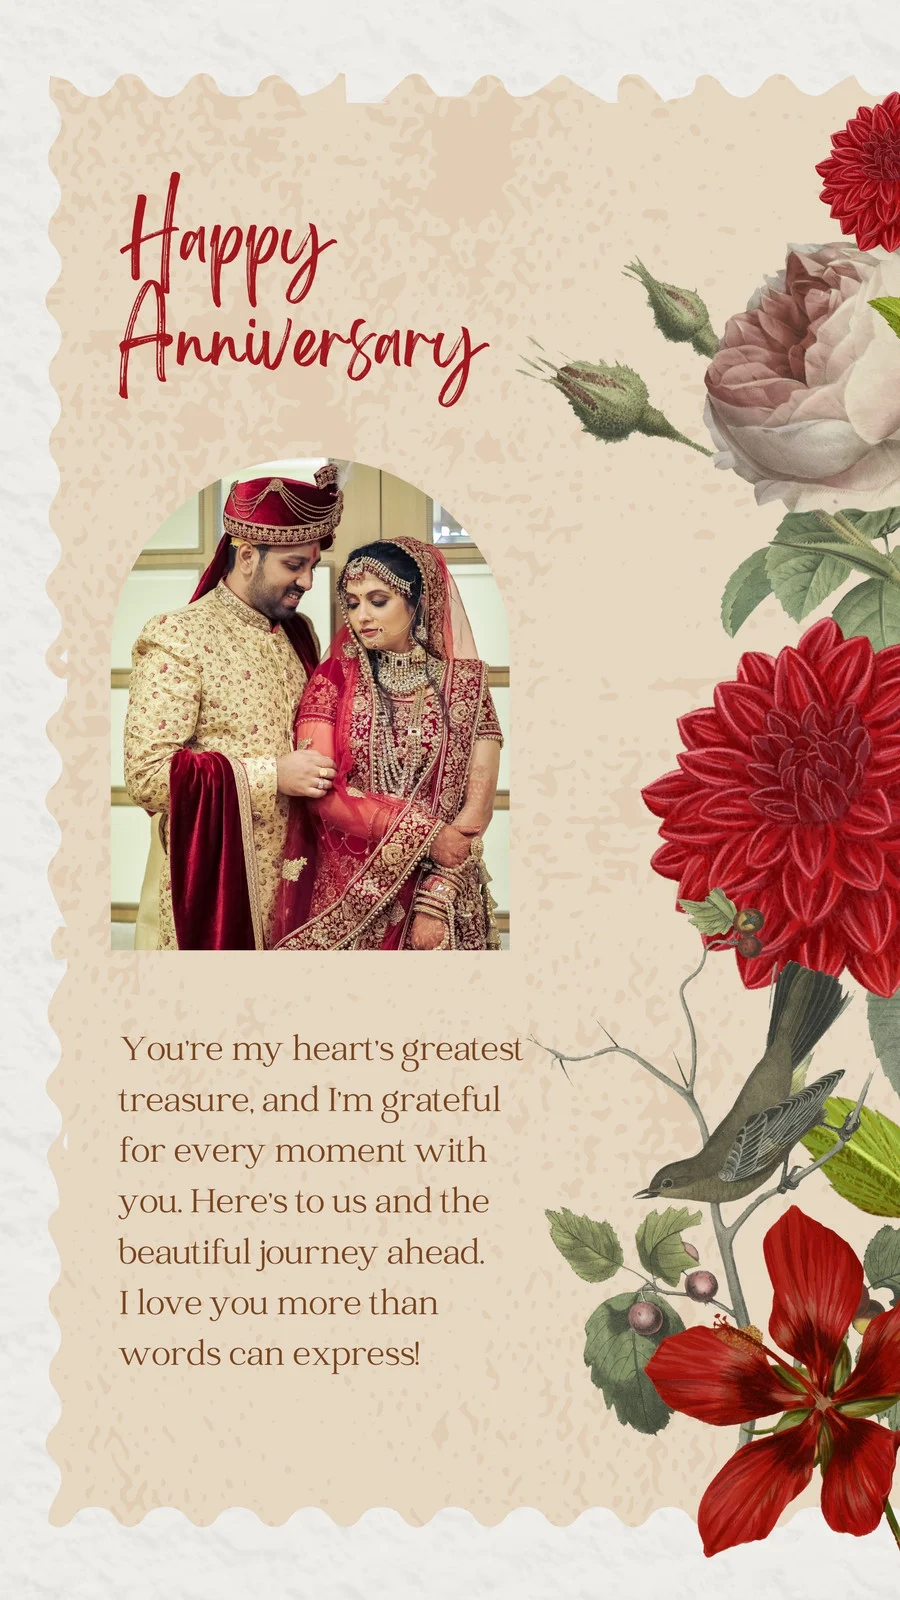 Happy
Anniversary
You're my heart's greatest
treasure, and I'm grateful
for every moment with
you. Here's to us and the
beautiful journey ahead.
I love you more than
words can express!